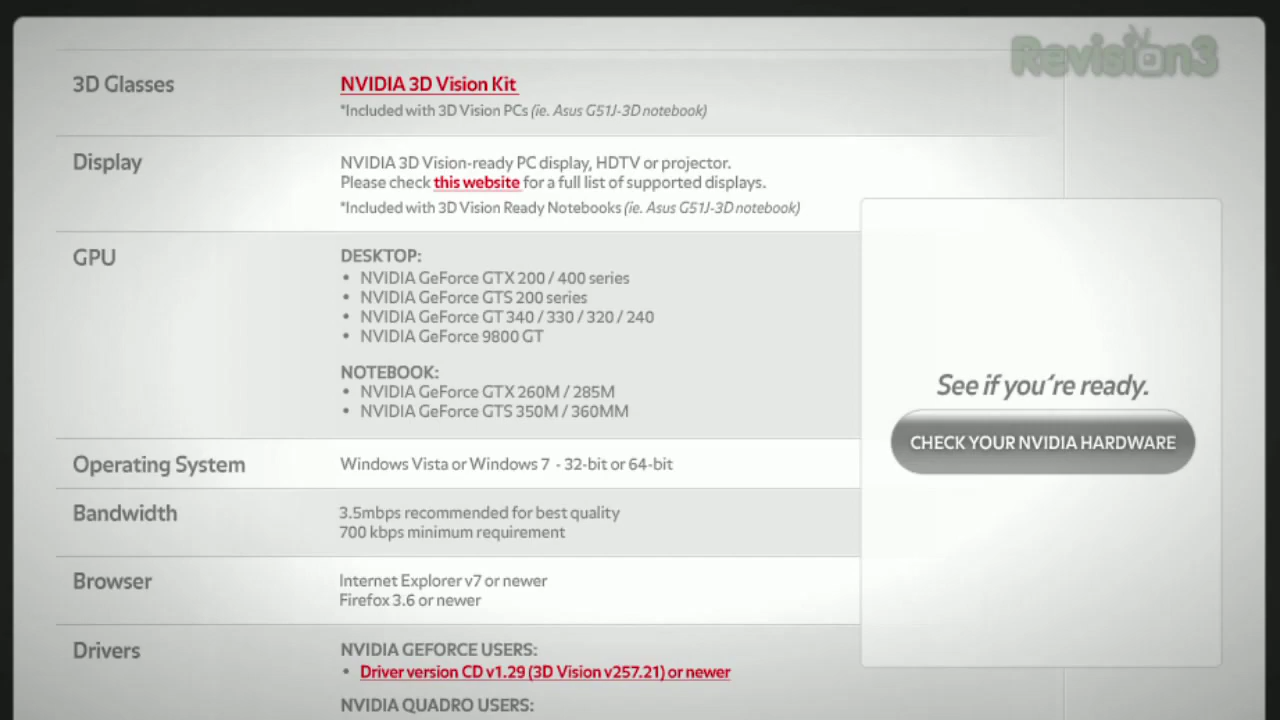 Revision3
3D Glasses
NVIDIA 3D Vision Kit
*Included with 3D Vision PCs (ie. Asus G51J-3D notebook)
Display
NVIDIA 3D Vision-ready PC display, HDTV or projector.
Please check this website for a full list of supported displays.
*Included with 3D Vision Ready Notebooks (ie. Asus G51J-3D notebook)
GPU
DESKTOP:
• NVIDIA GeForce GTX 200 / 400 series
• NVIDIA GeForce GTS 200 series
• NVIDIA GeForce GT 340 / 330 / 320 / 240
• NVIDIA GeForce 9800 GT
NOTEBOOK:
• NVIDIA GeForce GTX 260M / 285M
• NVIDIA GeForce GTS 350M / 360MM
Operating System
Windows Vista or Windows 7 - 32-bit or 64-bit
Bandwidth
3.5mbps recommended for best quality
700 kbps minimum requirement
Browser
Internet Explorer v7 or newer
Firefox 3.6 or newer
Drivers
NVIDIA GEFORCE USERS:
• Driver version CD v1.29 (3D Vision v257.21) or newer
NVIDIA QUADRO USERS:
See if you're ready.
CHECK YOUR NVIDIA HARDWARE